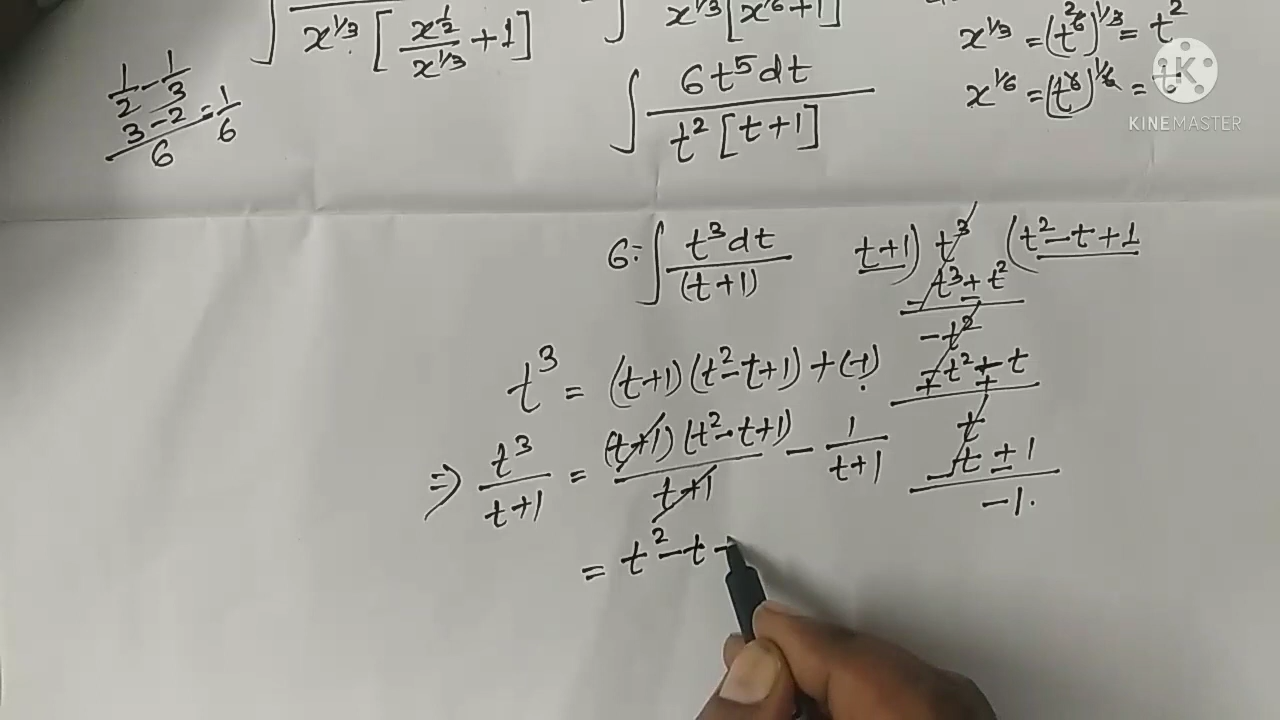 ∫ / x^{1/3} [ x^{1/2}/x^{1/3} + 1 ]
∫ / x^{1/3} [ x^{1/6} + 1 ]
x^{1/3} = (t^6)^{1/3} = t^2
x^{1/6} = (t^6)^{1/6} = t
KINEMASTER
1/2 - 1/3
(3 - 2)/6 = 1/6
∫ 6t^5 dt / t^2 [t+1]
6· ∫ t^3 dt / (t+1)
t+1) t^3 (t^2 - t + 1
t^3 + t^2
- t^2
- t^2 + t
t
t + 1
-1.
t^3 = (t+1)(t^2 - t + 1) + (-1)
⇒ t^3/(t+1) = (t+1)(t^2 - t + 1)/(t+1) - 1/(t+1)
= t^2 - t -